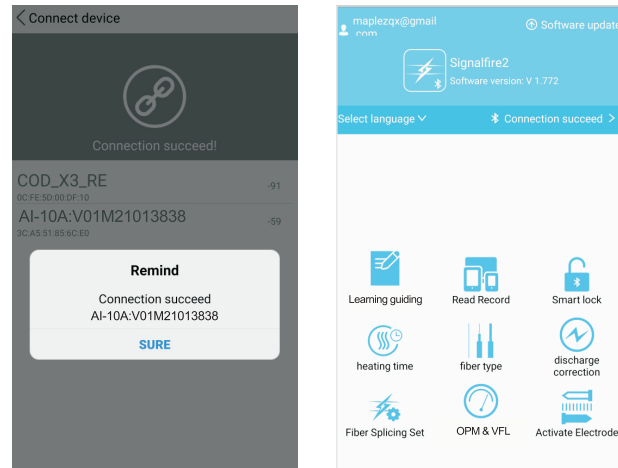 Connect device
Connection succeed!
COD_X3_RE
-91
0C:FE:5D:00:DF:10
AI-10A:V01M21013838
-59
3C:A5:51:85:6C:E0
Remind
Connection succeed
AI-10A:V01M21013838
SURE
maplezqx@gmail
.com
Software update
Signalfire2
Software version: V 1.772
Select language
Connection succeed
Learning guiding
Read Record
Smart lock
heating time
fiber type
discharge
correction
Fiber Splicing Set
OPM & VFL
Activate Electrode